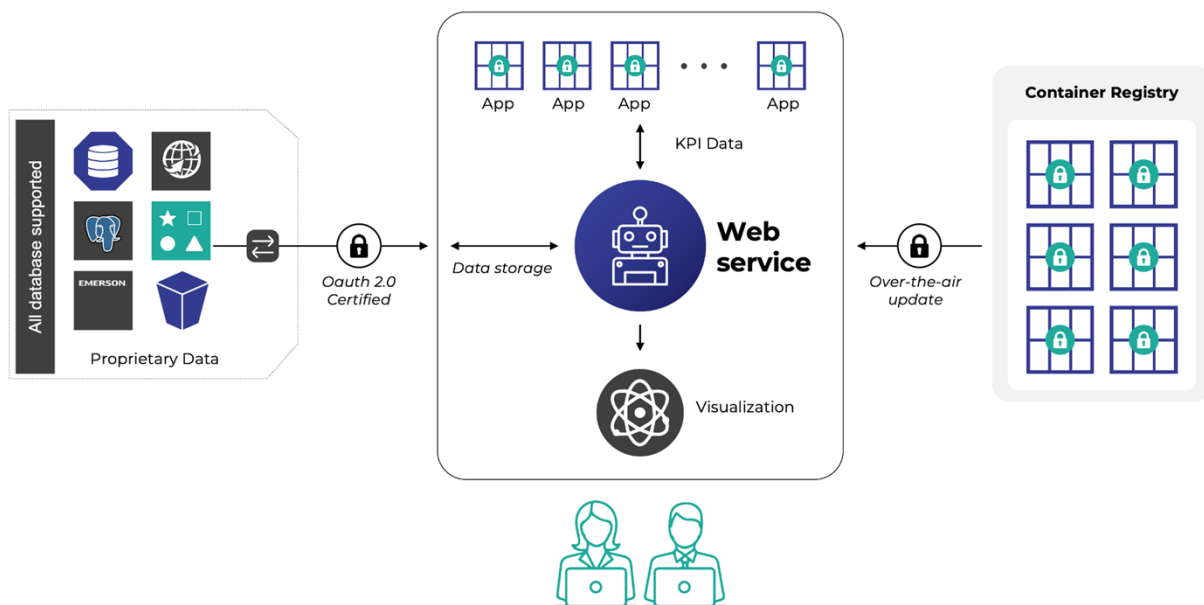 All database supported
EMERSON
Proprietary Data
Oauth 2.0
Certified
App
App
App
App
KPI Data
Data storage
Web
service
Visualization
Over-the-air
update
Container Registry